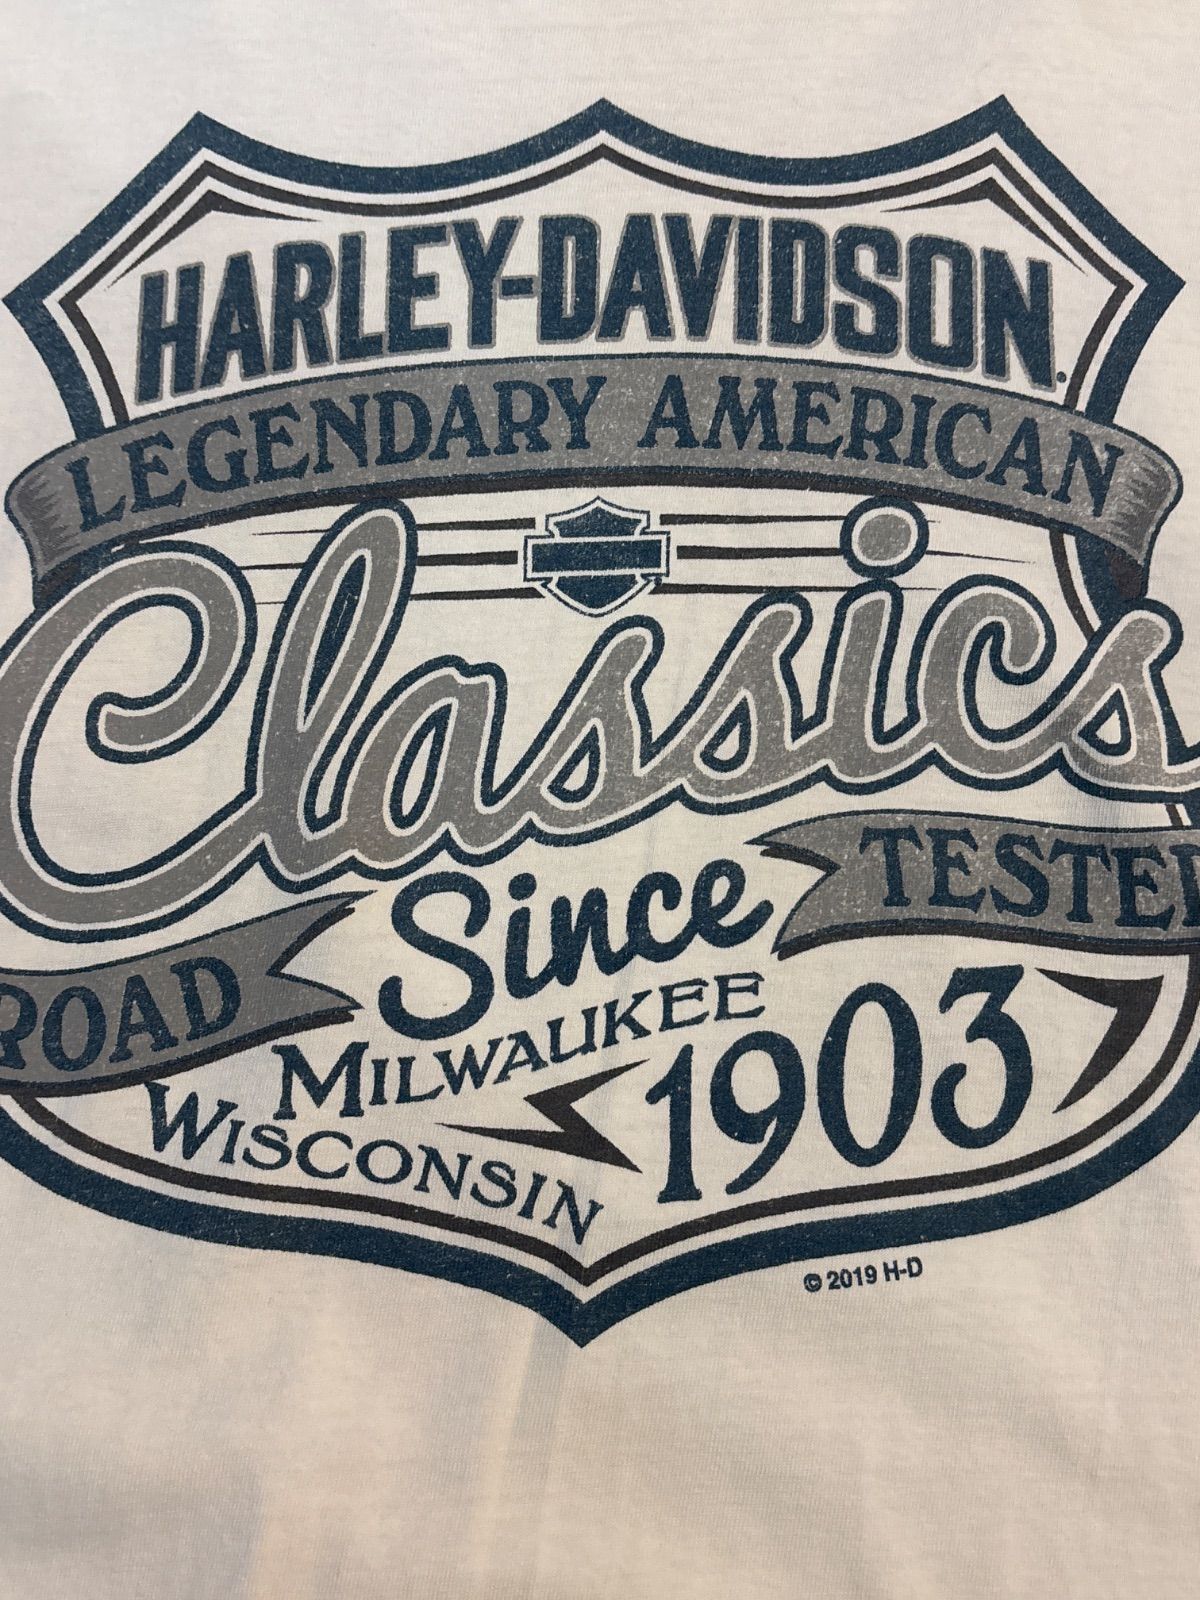 HARLEY-DAVIDSON.
LEGENDARY AMERICAN
Classics
ROAD
TESTED
Since
MILWAUKEE
WISCONSIN
1903
© 2019 H-D